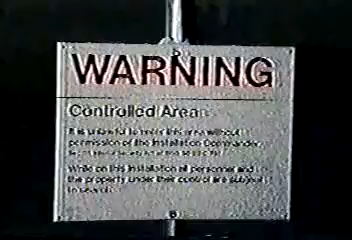 WARNING
Controlled Area
It is unlawful to enter this area without
permission of the Installation Commander.
While on this Installation all personnel and
the property under their control are subject
to search.